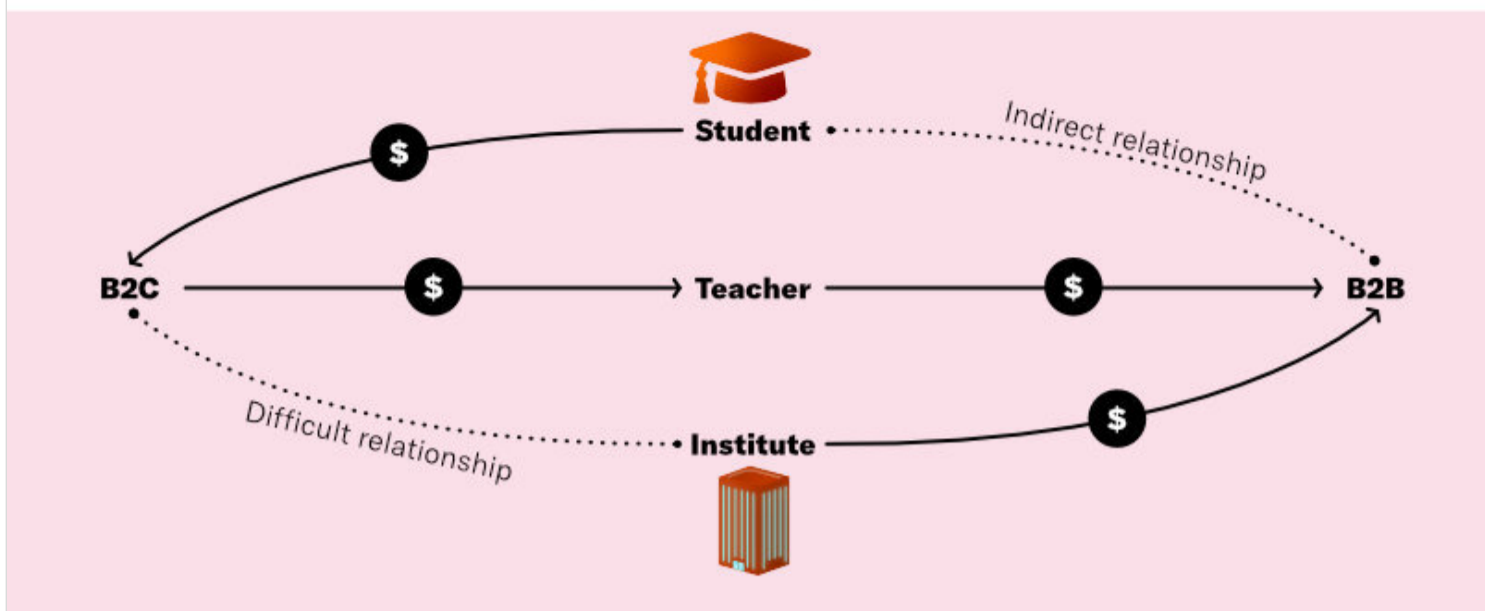 Student
Indirect relationship
$
B2C
$
Teacher
$
B2B
Difficult relationship
$
Institute